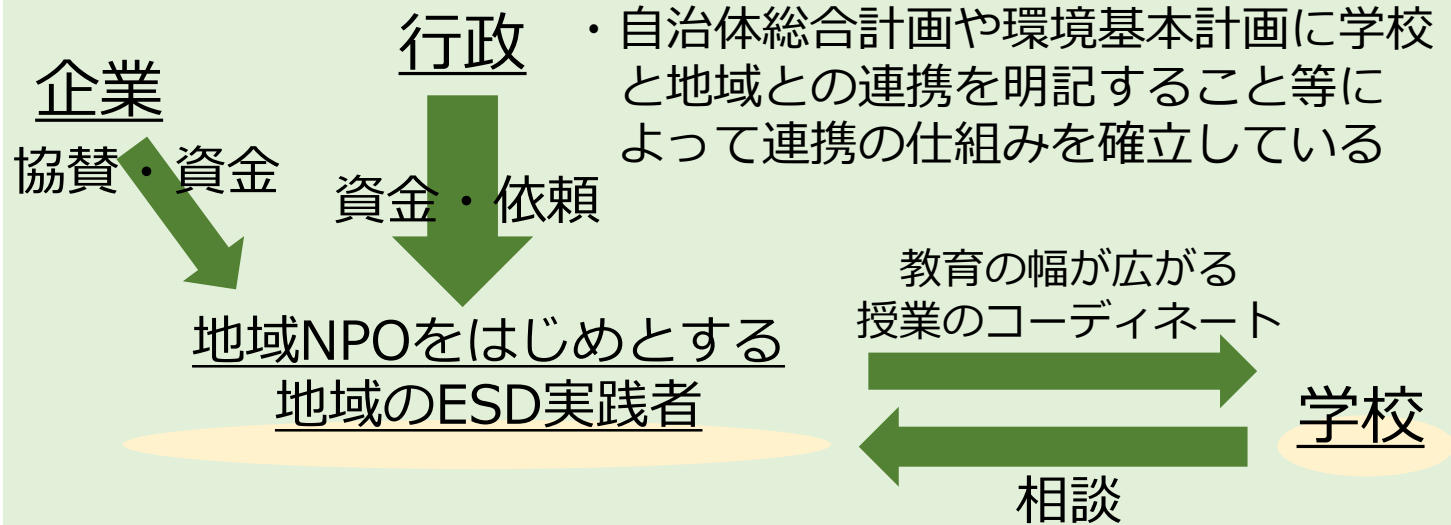 企業
協賛・資金
行政
・自治体総合計画や環境基本計画に学校
と地域との連携を明記すること等に
よって連携の仕組みを確立している
資金・依頼
地域NPOをはじめとする
地域のESD実践者
教育の幅が広がる
授業のコーディネート
学校
相談